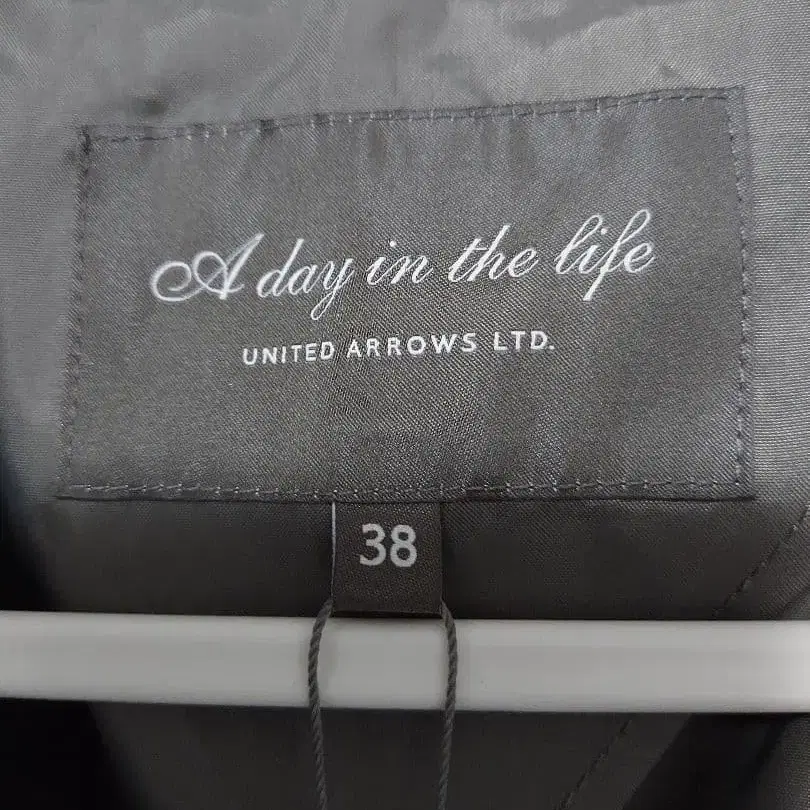 A day in the life
UNITED ARROWS LTD.
38